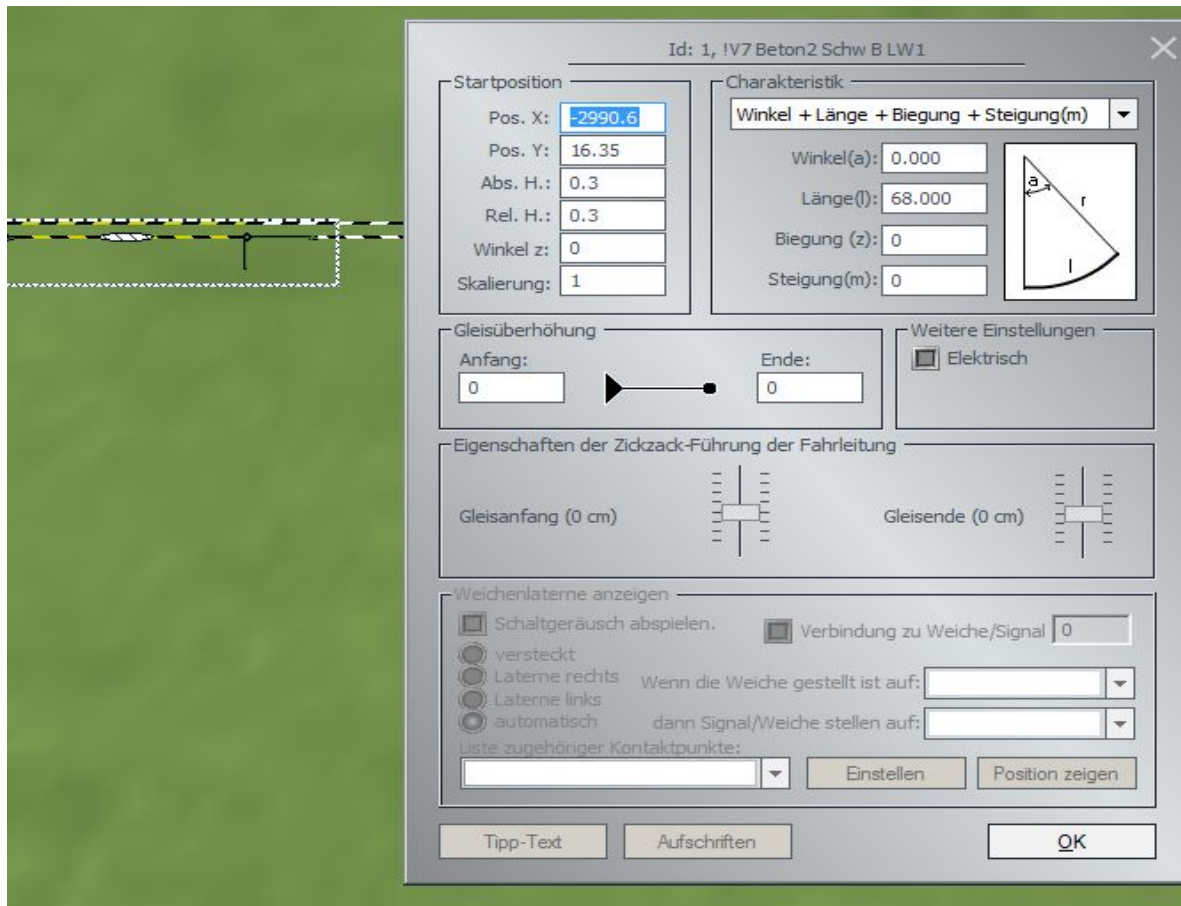 Id: 1, !V7 Beton2 Schw B LW1
Startposition
Pos. X: -2990.6
Pos. Y: 16.35
Abs. H.: 0.3
Rel. H.: 0.3
Winkel z: 0
Skalierung: 1
Charakteristik
Winkel + Länge + Biegung + Steigung(m)
Winkel(a): 0.000
Länge(l): 68.000
Biegung (z): 0
Steigung(m): 0
a
r
l
Gleisüberhöhung
Anfang:
0
Ende:
0
Weitere Einstellungen
Elektrisch
Eigenschaften der Zickzack-Führung der Fahrleitung
Gleisanfang (0 cm)
Gleisende (0 cm)
Weichenlaterne anzeigen
Schaltgeräusch abspielen.
Verbindung zu Weiche/Signal 0
versteckt
Laterne rechts
Wenn die Weiche gestellt ist auf:
Laterne links
automatisch
dann Signal/Weiche stellen auf:
Liste zugehöriger Kontaktpunkte:
Einstellen
Position zeigen
Tipp-Text
Aufschriften
OK